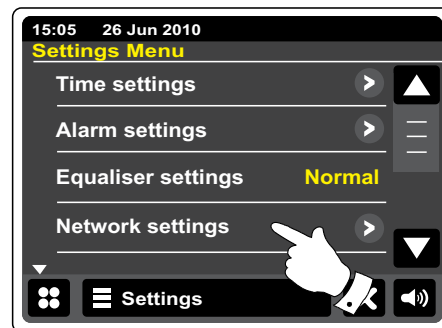 15:05 26 Jun 2010
Settings Menu
Time settings >
Alarm settings >
Equaliser settings Normal
Network settings >
Settings